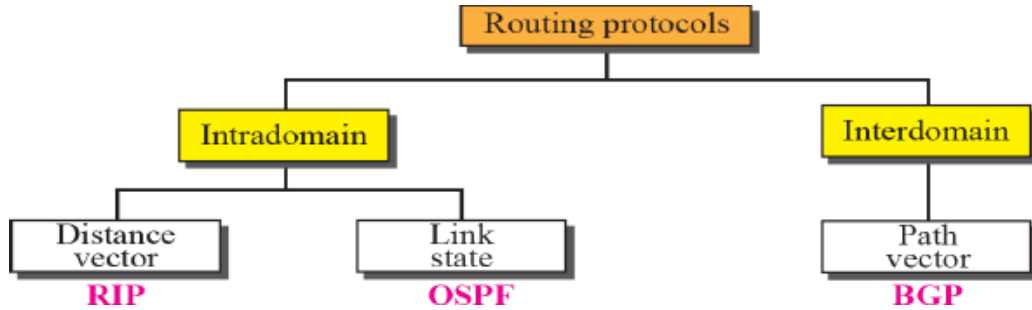 Routing protocols
Intradomain
Interdomain
Distance
vector
Link
state
Path
vector
RIP
OSPF
BGP